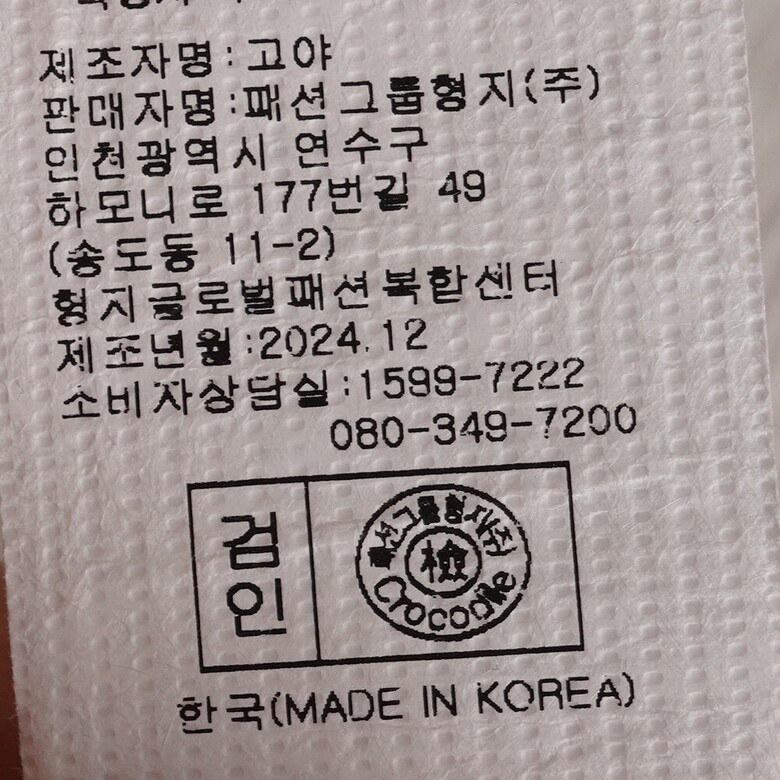 제조자명:고야
판매자명:패션그룹형지(주)
인천광역시 연수구
하모니로 177번길 49
(송도동 11-2)
형지글로벌패션복합센터
제조년월:2024.12
소비자상담실:1599-7222
080-349-7200
검인
패션그룹형지(주)
檢
Crocodile
한국(MADE IN KOREA)